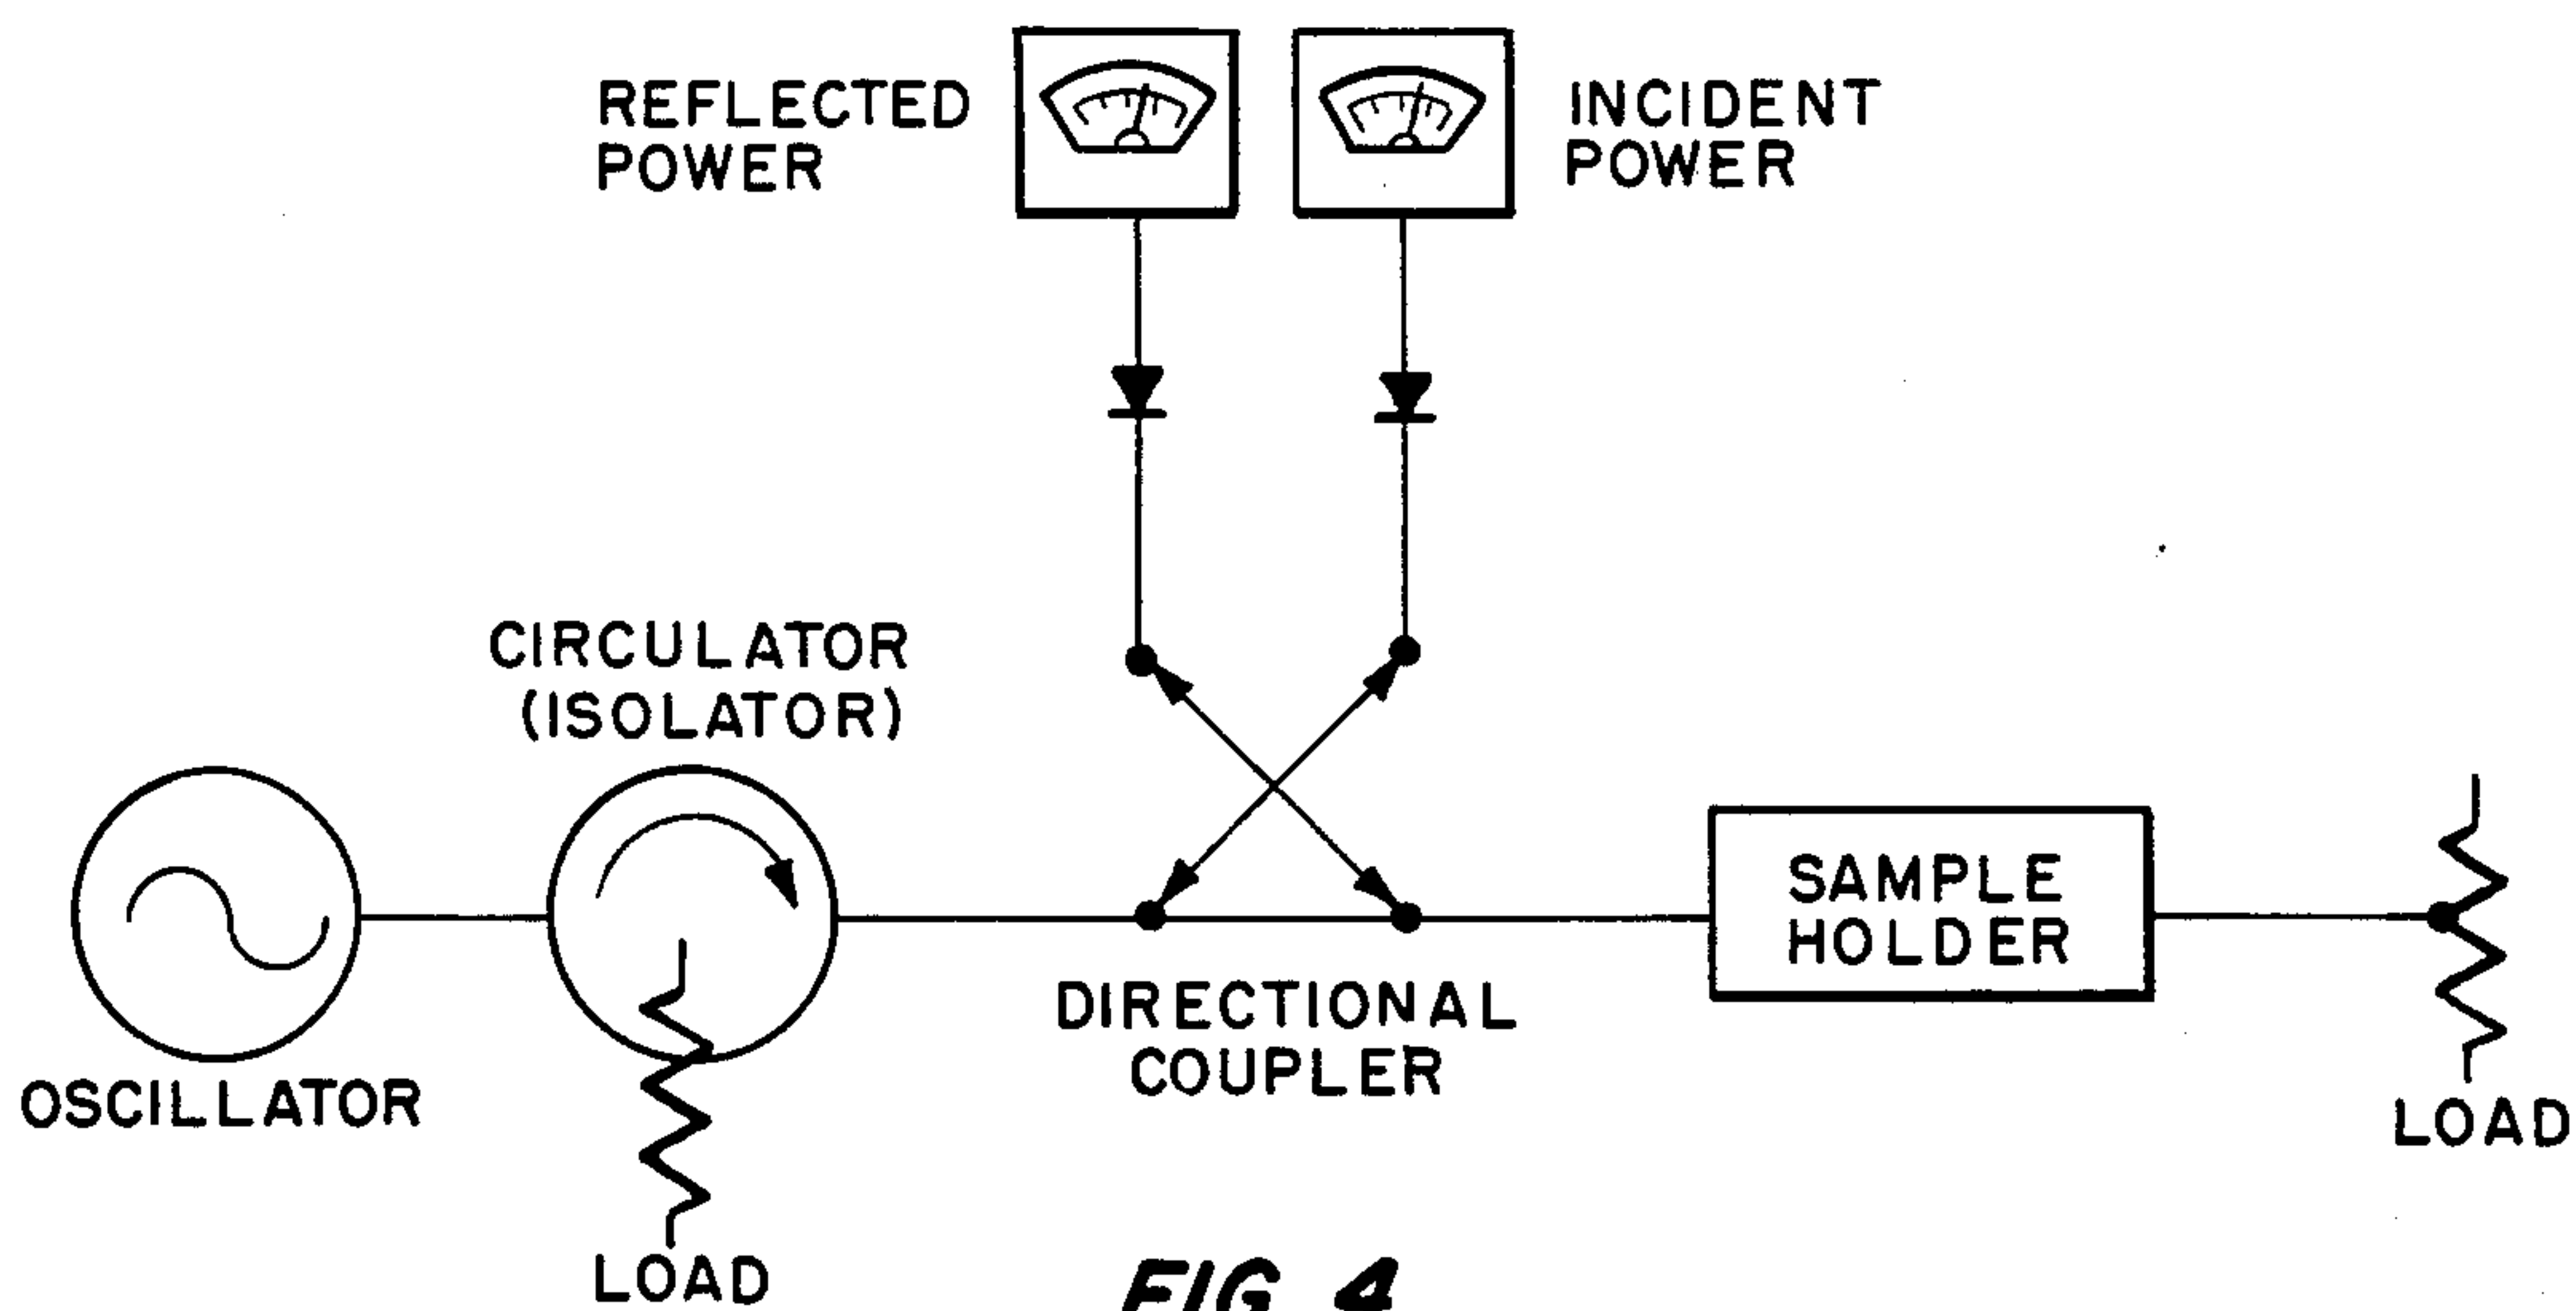 REFLECTED
POWER
INCIDENT
POWER
CIRCULATOR
(ISOLATOR)
OSCILLATOR
LOAD
DIRECTIONAL
COUPLER
SAMPLE
HOLDER
LOAD
FIG. 4